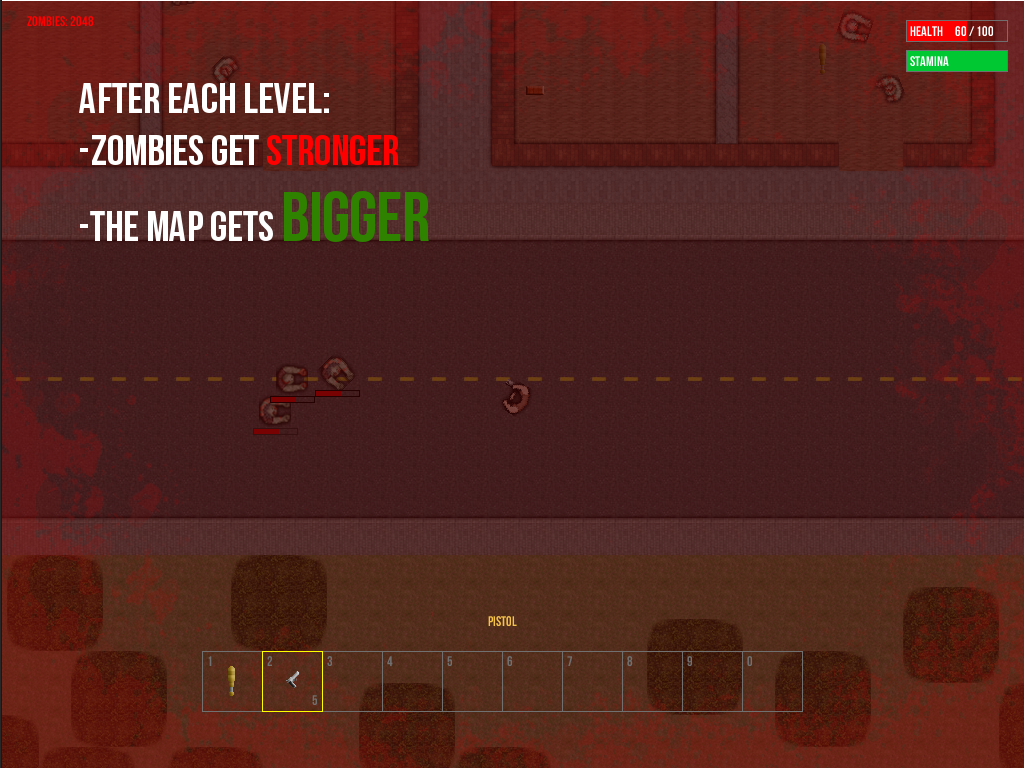 ZOMBIES: 2048
HEALTH 60 / 100
STAMINA
AFTER EACH LEVEL:
-ZOMBIES GET STRONGER
-THE MAP GETS BIGGER
PISTOL
1 2 3 4 5 6 7 8 9 0
5